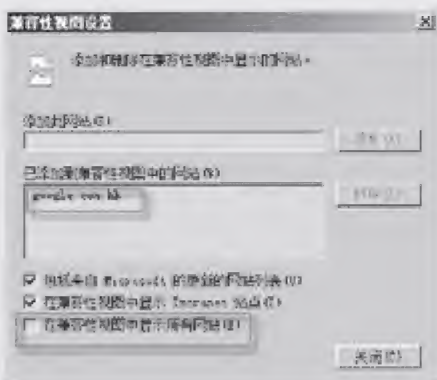 兼容性视图设置
添加和删除在兼容性视图中显示的网站。
添加此网站(D):
添加(A)
已添加到兼容性视图中的网站(W)
google.com.hk
删除(R)
包括来自 Microsoft 的更新的网站列表(U)
在兼容性视图中显示 Intranet 站点(I)
在兼容性视图中显示所有网站(E)
关闭(C)